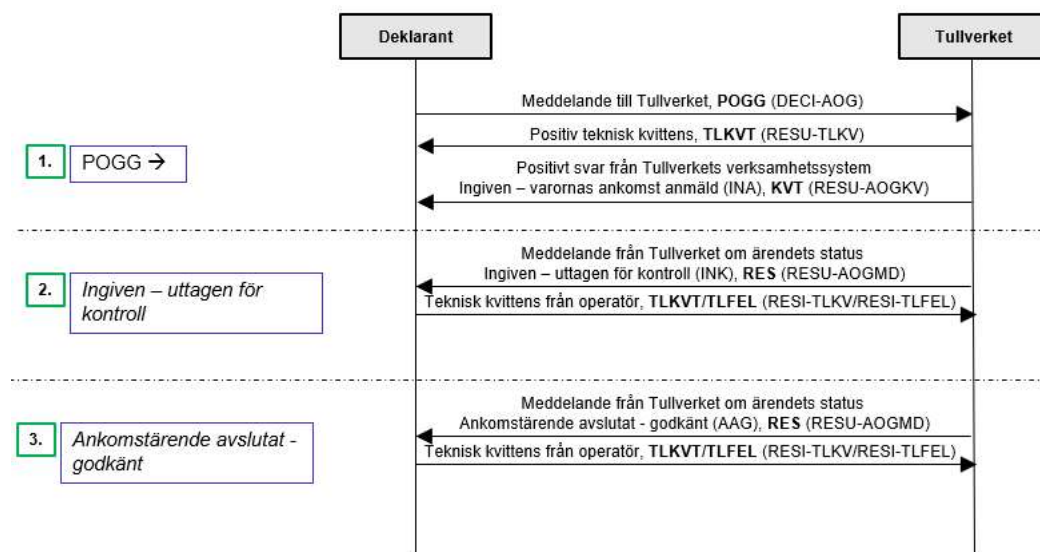 Deklarant
Tullverket
Meddelande till Tullverket, POGG (DECI-AOG)
Positiv teknisk kvittens, TLKVT (RESU-TLKV)
1.
POGG →
Positivt svar från Tullverkets verksamhetssystem
Ingiven – varornas ankomst anmäld (INA), KVT (RESU-AOGKV)
Meddelande från Tullverket om ärendets status
2.
Ingiven – uttagen för
kontroll
Ingiven – uttagen för kontroll (INK), RES (RESU-AOGMD)
Teknisk kvittens från operatör, TLKVT/TLFEL (RESI-TLKV/RESI-TLFEL)
Meddelande från Tullverket om ärendets status
3.
Ankomstärende avslutat -
godkänt
Ankomstärende avslutat - godkänt (AAG), RES (RESU-AOGMD)
Teknisk kvittens från operatör, TLKVT/TLFEL (RESI-TLKV/RESI-TLFEL)